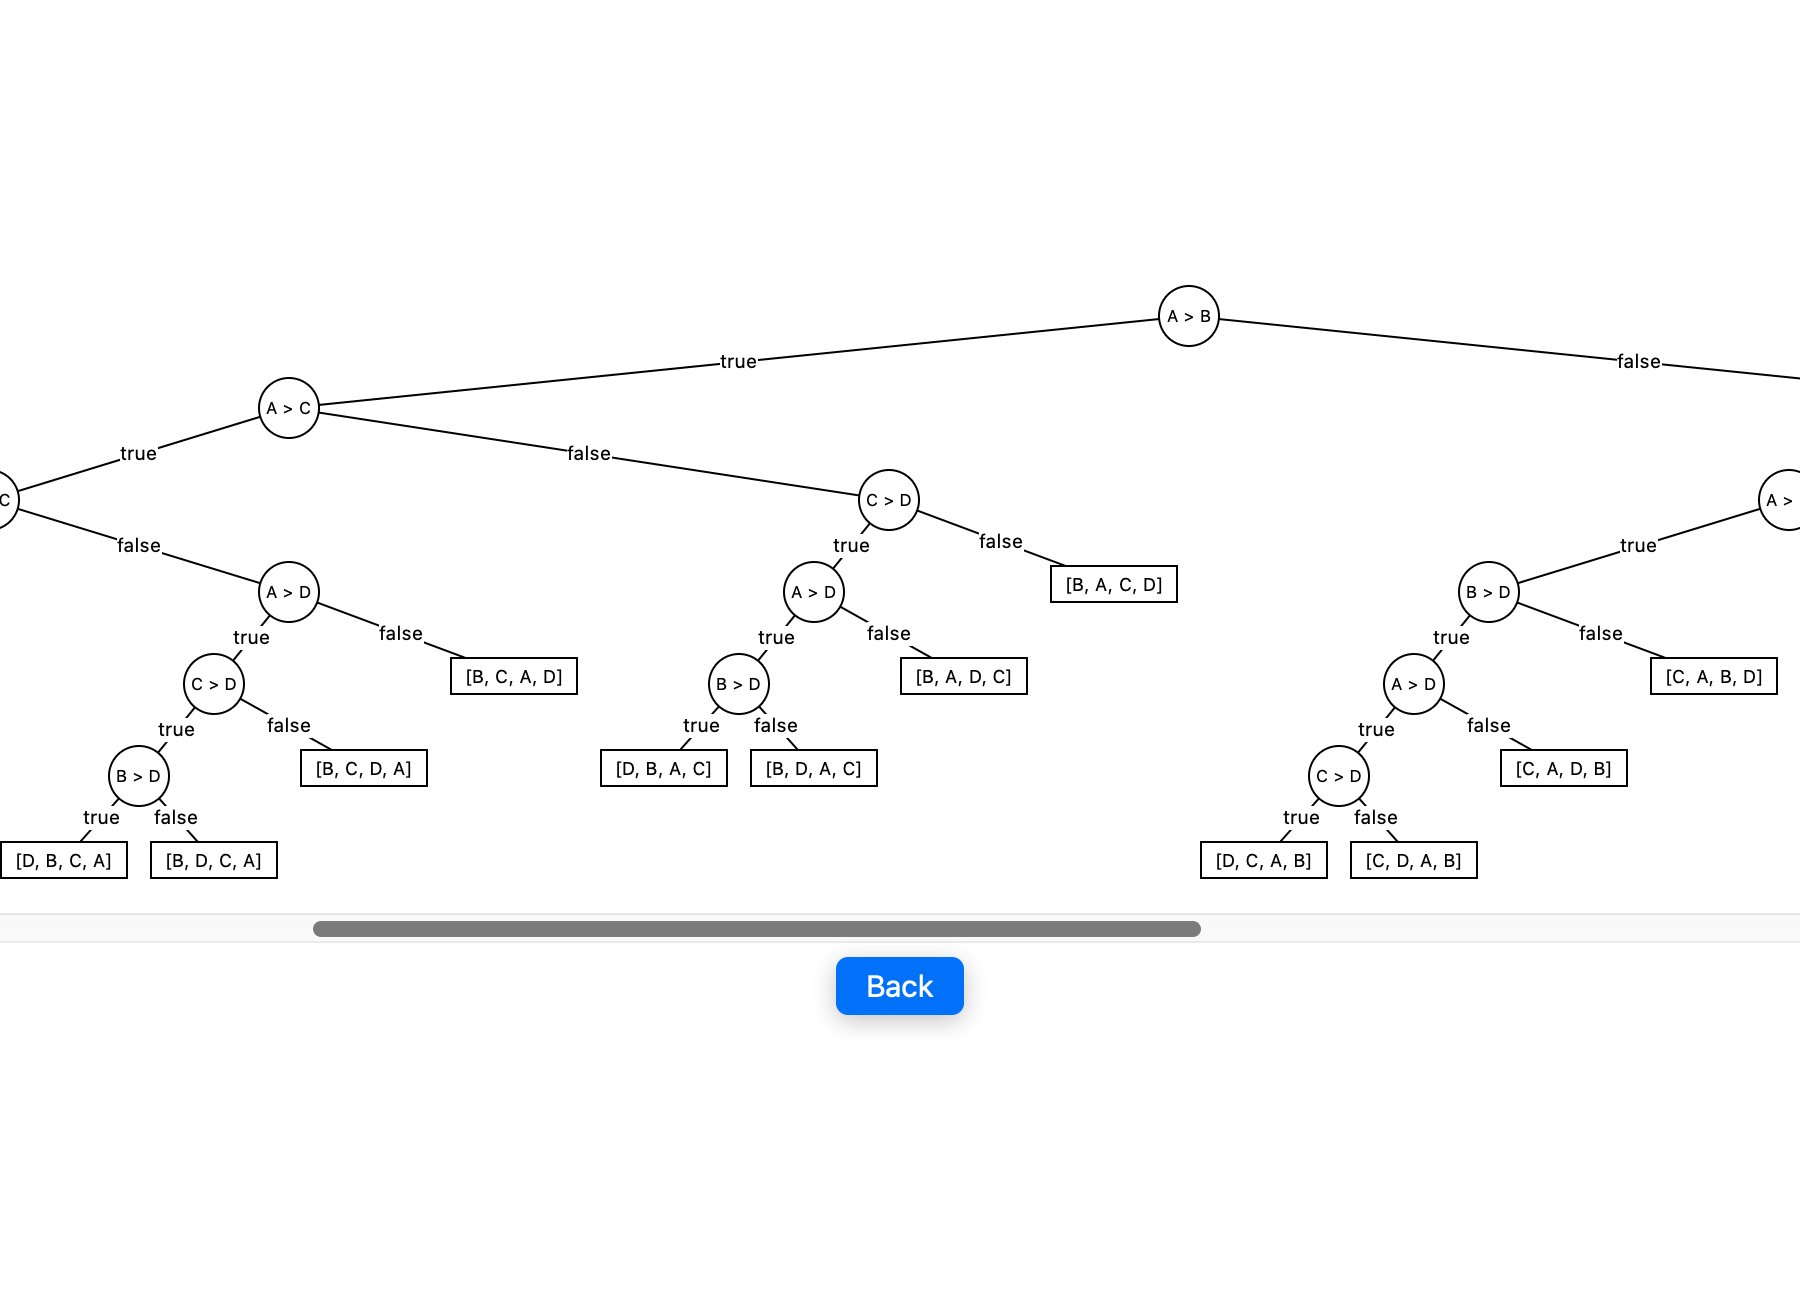 A > B
true
false
A > C
true
false
C
C > D
A >
false
true
false
true
A > D
A > D
[B, A, C, D]
B > D
true
false
true
false
true
false
C > D
[B, C, A, D]
B > D
[B, A, D, C]
A > D
[C, A, B, D]
true
false
true
false
true
false
B > D
[B, C, D, A]
[D, B, A, C]
[B, D, A, C]
C > D
[C, A, D, B]
true
false
true
false
[D, B, C, A]
[B, D, C, A]
[D, C, A, B]
[C, D, A, B]
Back